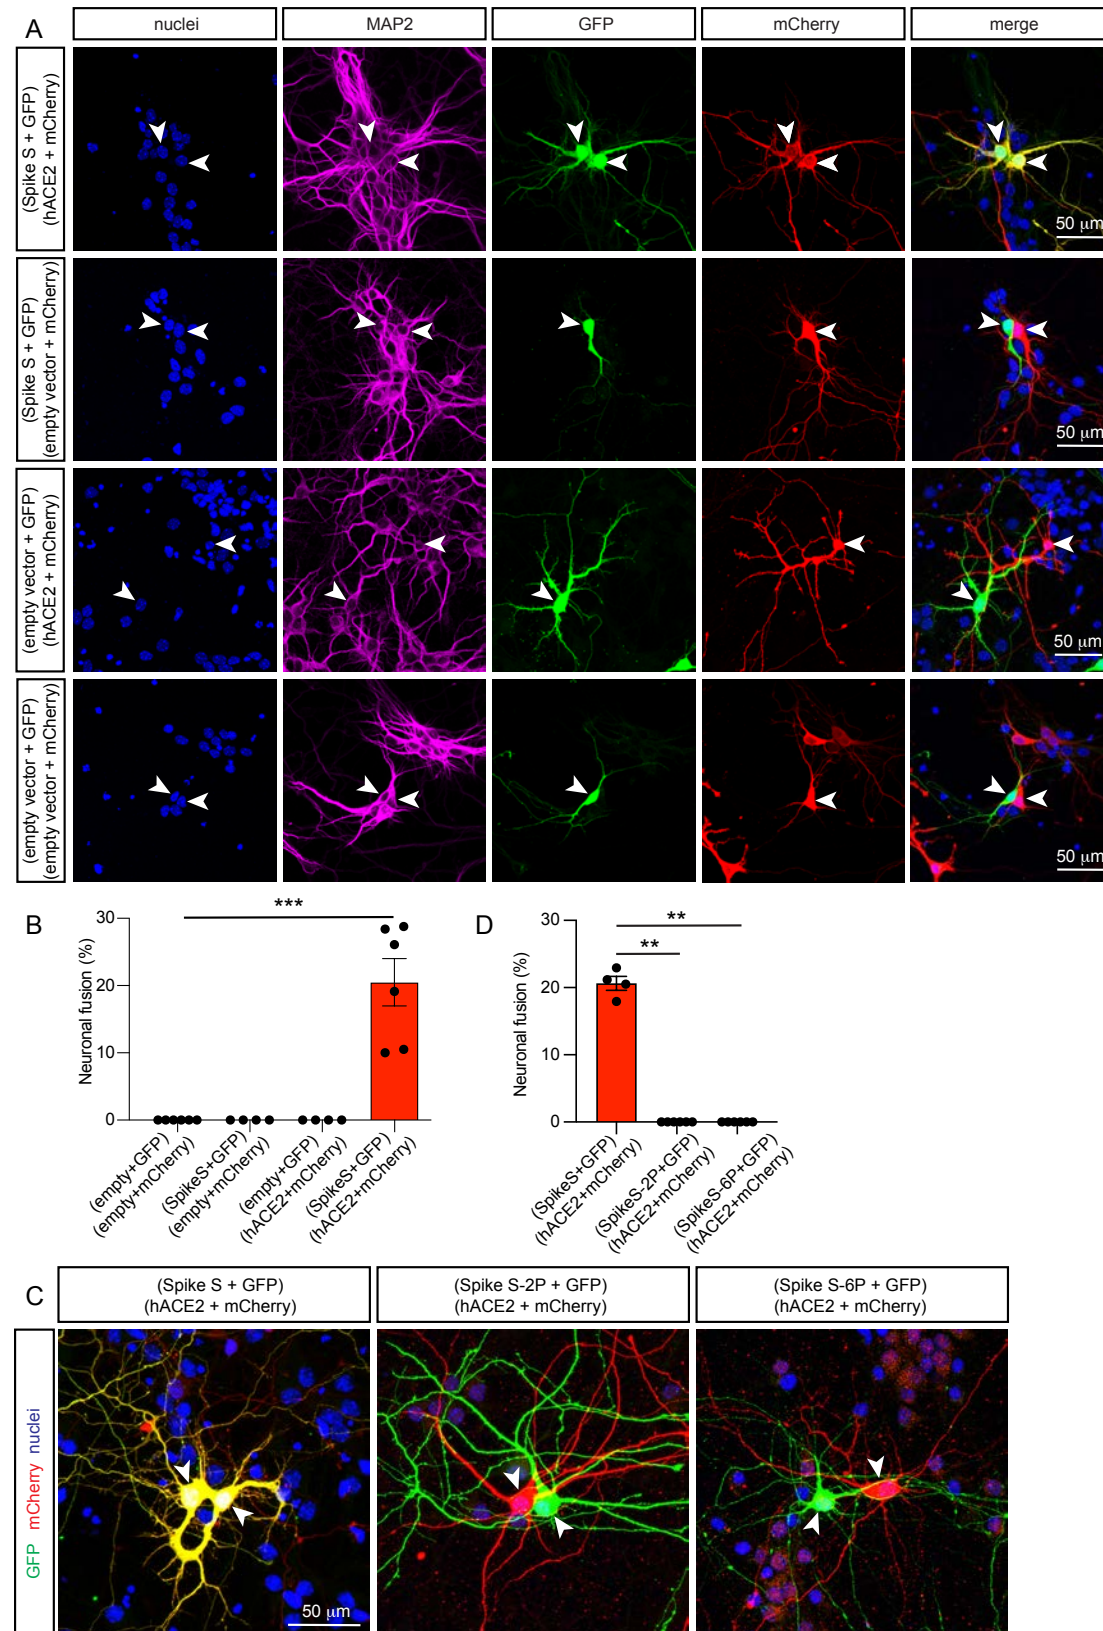 A
nuclei
MAP2
GFP
mCherry
merge
(Spike S + GFP)
(hACE2 + mCherry)
50 μm
(Spike S + GFP)
(empty vector + mCherry)
50 μm
(empty vector + GFP)
(hACE2 + mCherry)
50 μm
(empty vector + GFP)
(empty vector + mCherry)
50 μm
B
Neuronal fusion (%)
30
20
10
0
***
(empty+GFP)
(empty+mCherry)
(SpikeS+GFP)
(empty+mCherry)
(empty+GFP)
(hACE2+mCherry)
(SpikeS+GFP)
(hACE2+mCherry)
D
Neuronal fusion (%)
30
20
10
0
**
**
(SpikeS+GFP)
(hACE2+mCherry)
(SpikeS-2P+GFP)
(hACE2+mCherry)
(SpikeS-6P+GFP)
(hACE2+mCherry)
C
(Spike S + GFP)
(hACE2 + mCherry)
(Spike S-2P + GFP)
(hACE2 + mCherry)
(Spike S-6P + GFP)
(hACE2 + mCherry)
GFP mCherry nuclei
50 μm